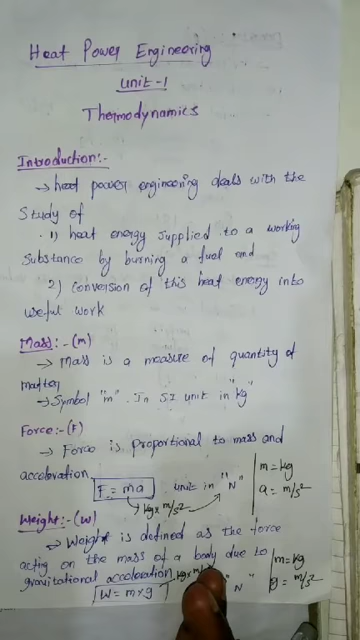 Heat Power Engineering
unit-1
Thermodynamics
Introduction:-
→ heat power engineering deals with the
study of
1) heat energy supplied to a working
substance by burning a fuel and
2) conversion of this heat energy into
useful work
Mass:- (m)
→ Mass is a measure of quantity of
matter,
→ Symbol "m". In SI unit in "kg"
Force:- (F)
→ Force is proportional to mass and
acceleration
F = ma unit in "N" m = kg
a = m/s²
→ kg x m/s²
Weight:- (W)
→ Weight is defined as the force
acting on the mass of a body due to
gravitational acceleration
m = kg
W = m x g "N" g = m/s²